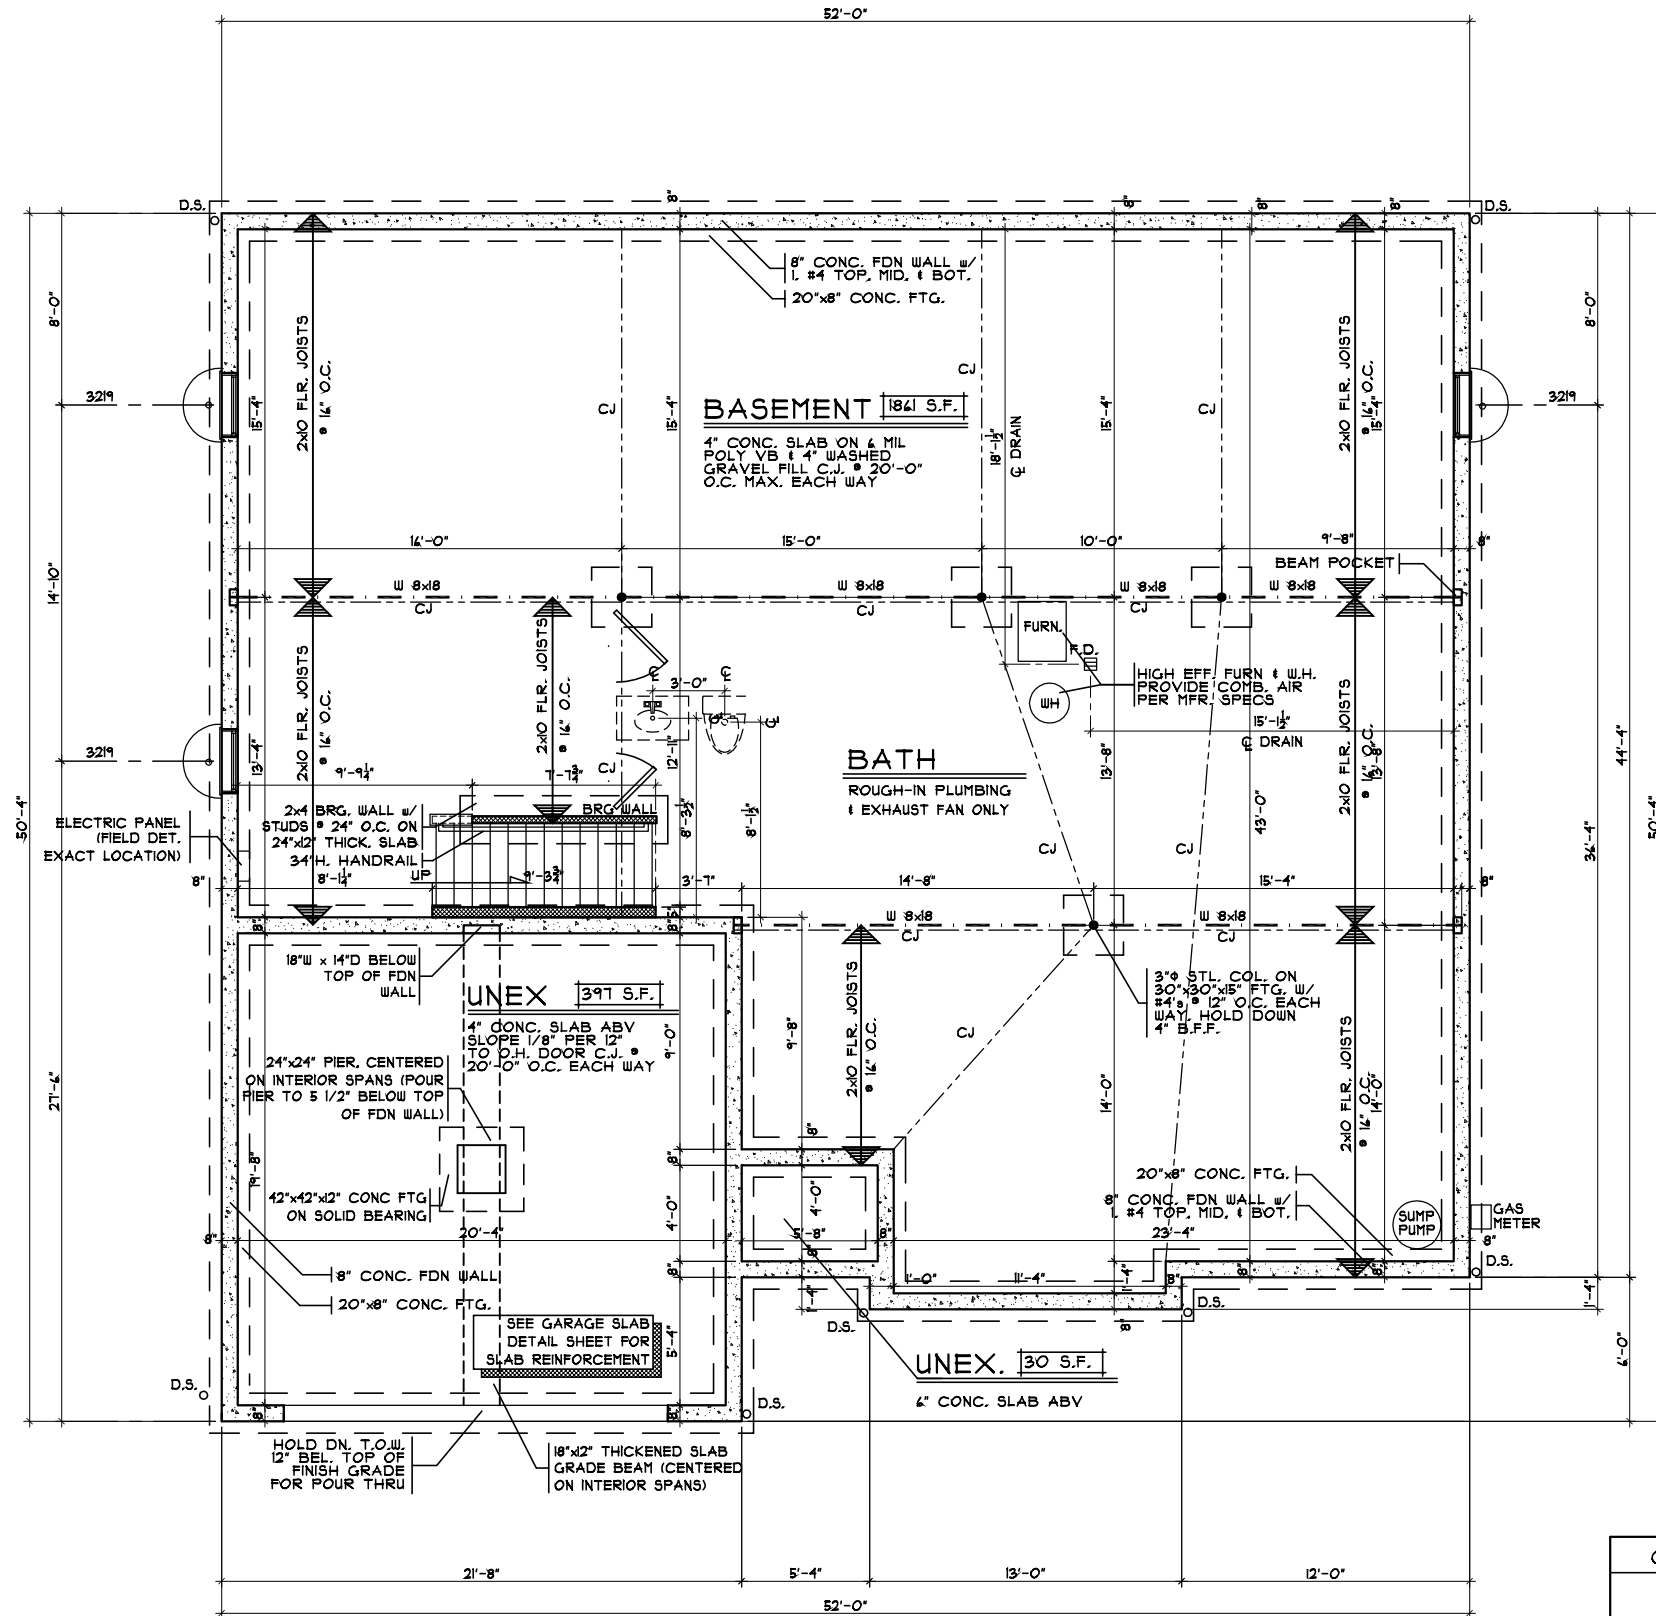 52'-0"
D.S.
8"
8"
8"
8"
D.S.
8" CONC. FDN WALL w/
1. #4 TOP, MID, & BOT.
20"x8" CONC. FTG.
8'-0"
8'-0"
2x10 FLR. JOISTS
@ 16" O.C.
2x10 FLR. JOISTS
@ 16" O.C.
3219
3219
15'-4"
15'-4"
15'-4"
15'-4"
CJ
CJ
CJ
BASEMENT 1861 S.F.
4" CONC. SLAB ON 6 MIL
POLY VB & 4" WASHED
GRAVEL FILL C.J. @ 20'-0"
O.C. MAX. EACH WAY
18'-1½"
℄ DRAIN
16'-0"
15'-0"
10'-0"
9'-8"
8"
BEAM POCKET
14'-10"
W 8x18
W 8x18
W 8x18
W 8x18
CJ
CJ
CJ
FURN.
F.D.
HIGH EFF. FURN & W.H.
PROVIDE COMB. AIR
PER MFR. SPECS
WH
2x10 FLR. JOISTS
@ 16" O.C.
2x10 FLR. JOISTS
@ 16" O.C.
2x10 FLR. JOISTS
@ 16" O.C.
℄
℄
3'-0"
℄
℄
15'-1½"
℄ DRAIN
3219
13'-4"
12'-11"
13'-8"
13'-8"
CJ
BATH
ROUGH-IN PLUMBING
& EXHAUST FAN ONLY
9'-9¼"
7'-7¾"
44'-4"
50'-4"
50'-4"
36'-4"
43'-0"
ELECTRIC PANEL
(FIELD DET.
EXACT LOCATION)
2x4 BRG. WALL w/
STUDS @ 24" O.C. ON
24"x12" THICK. SLAB
34"H. HANDRAIL
BRG WALL
8'-3½"
8'-1½"
UP
CJ
CJ
8"
8'-1¼"
9'-3¾"
3'-7"
14'-8"
15'-4"
8"
8"
W 8x18
W 8x18
CJ
CJ
18"W x 14"D BELOW
TOP OF FDN
WALL
UNEX 397 S.F.
4" CONC. SLAB ABV
SLOPE 1/8" PER 12"
TO O.H. DOOR C.J. @
20'-0" O.C. EACH WAY
9'-0"
9'-8"
2x10 FLR. JOISTS
@ 16" O.C.
CJ
3"ϕ STL. COL. ON
30"x30"x15" FTG. W/
#4's @ 12" O.C. EACH
WAY. HOLD DOWN
4" B.F.F.
2x10 FLR. JOISTS
@ 16" O.C.
14'-0"
14'-0"
24"x24" PIER, CENTERED
ON INTERIOR SPANS (POUR
PIER TO 5 1/2" BELOW TOP
OF FDN WALL)
27'-6"
19'-8"
8"
8"
42"x42"x12" CONC FTG
ON SOLID BEARING
4'-0"
4'-0"
20"x8" CONC. FTG.
8" CONC. FDN WALL w/
1. #4 TOP, MID, & BOT.
SUMP
PUMP
GAS
METER
8"
20'-4"
5'-8"
8"
23'-4"
8"
8"
8"
8"
8"
8" CONC. FDN WALL
20"x8" CONC. FTG.
1'-0"
11'-4"
8"
1'-4"
1'-4"
1'-4"
D.S.
D.S.
D.S.
8"
SEE GARAGE SLAB
DETAIL SHEET FOR
SLAB REINFORCEMENT
5'-4"
6'-0"
UNEX. 30 S.F.
6" CONC. SLAB ABV
D.S.
D.S.
8"
8"
HOLD DN. T.O.W.
12" BEL. TOP OF
FINISH GRADE
FOR POUR THRU
18"x12" THICKENED SLAB
GRADE BEAM (CENTERED
ON INTERIOR SPANS)
21'-8"
5'-4"
13'-0"
12'-0"
52'-0"